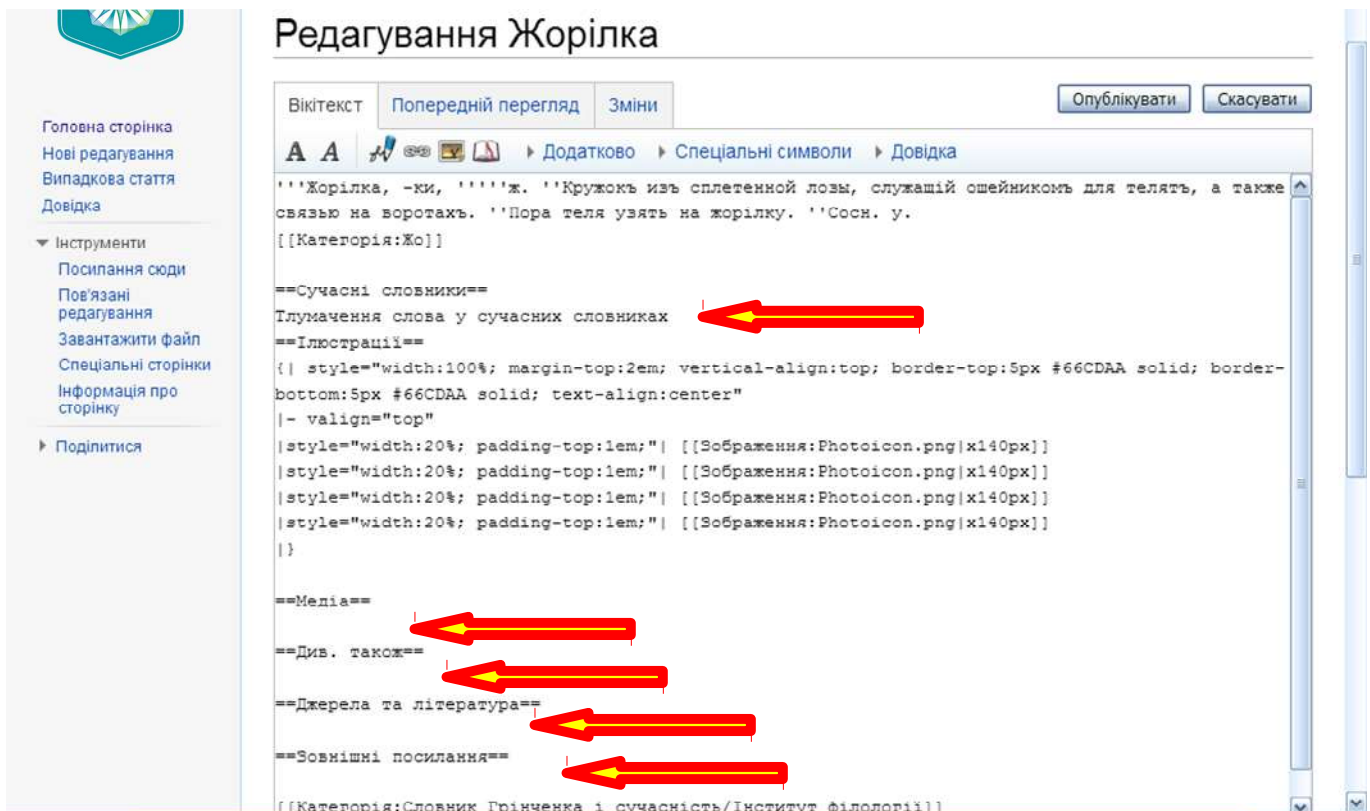 Редагування Жорілка
Вікітекст Попередній перегляд Зміни
Опублікувати Скасувати
Головна сторінка
Нові редагування
Випадкова стаття
Довідка
Інструменти
Посилання сюди
Пов'язані
редагування
Завантажити файл
Спеціальні сторінки
Інформація про
сторінку
Поділитися
A A Додатково Спеціальні символи Довідка
'''Жорілка, -ки, '''''ж. ''Кружокъ изъ сплетенной лозы, служащій ошейникомъ для телятъ, а также
связью на воротахъ. ''Пора теля узять на жорілку. ''Сосн. у.
[[Категорія:Жо]]
==Сучасні словники==
Тлумачення слова у сучасних словниках
==Ілюстрації==
{| style="width:100%; margin-top:2em; vertical-align:top; border-top:5px #66CDAA solid; border-
bottom:5px #66CDAA solid; text-align:center"
|- valign="top"
|style="width:20%; padding-top:1em;"| [[Зображення:Photoicon.png|x140px]]
|style="width:20%; padding-top:1em;"| [[Зображення:Photoicon.png|x140px]]
|style="width:20%; padding-top:1em;"| [[Зображення:Photoicon.png|x140px]]
|style="width:20%; padding-top:1em;"| [[Зображення:Photoicon.png|x140px]]
|}
==Медіа==
==Див. також==
==Джерела та література==
==Зовнішні посилання==
[[Категорія:Словник Грінченка і сучасність/Інститут філології]]